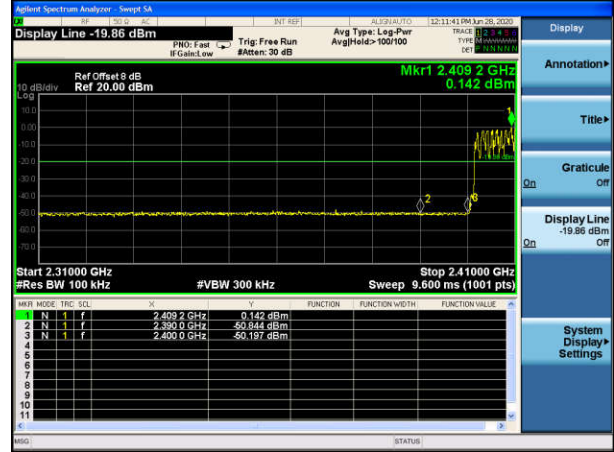 Agilent Spectrum Analyzer - Swept SA
RF 50 Ω AC INT REF ALIGNAUTO 12:11:41 PM Jun 28, 2020
Display Line -19.86 dBm
PNO: Fast
IFGain:Low
Trig: Free Run
#Atten: 30 dB
Avg Type: Log-Pwr
Avg|Hold:> 100/100
TRACE 1 2 3 4 5 6
TYPE
DET P N N N N N
Display
Ref Offset 8 dB
Ref 20.00 dBm
10 dB/div
Log
Mkr1 2.409 2 GHz
0.142 dBm
10.0
0.00
-10.0
-20.0
-30.0
-40.0
-50.0
-60.0
-70.0
1
2
3
-19.86 dBm
Start 2.31000 GHz
Stop 2.41000 GHz
#Res BW 100 kHz
#VBW 300 kHz
Sweep 9.600 ms (1001 pts)
MKR MODE TRC SCL X Y FUNCTION FUNCTION WIDTH FUNCTION VALUE
1 N 1 f 2.409 2 GHz 0.142 dBm
2 N 1 f 2.390 0 GHz -50.844 dBm
3 N 1 f 2.400 0 GHz -50.197 dBm
4
5
6
7
8
9
10
11
Annotation
Title
Graticule
On Off
Display Line
-19.86 dBm
On Off
System
Display
Settings
MSG
STATUS